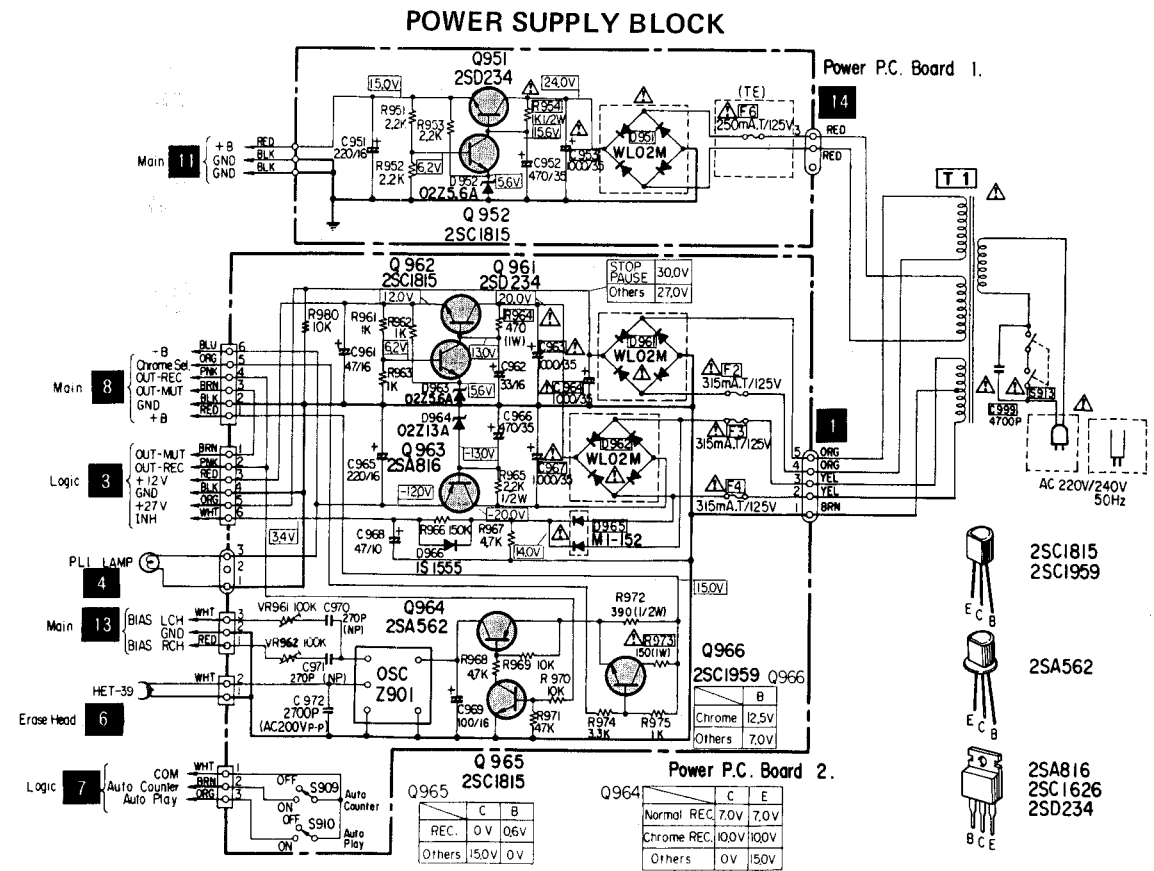 POWER SUPPLY BLOCK
Power P.C. Board 1.
Q951
2SD234
15.0V
24.0V
R951
2.2K
R953
2.2K
R954
1K1/2W
15.6V
C951
220/16
R952
2.2K
6.2V
D952
5.6V
02Z5.6A
C952
470/35
C953
1000/35
D951
WL02M
(TE)
F6
250mA.T/125V
14
3 RED
RED
1
Main 11
+B RED
GND BLK
GND BLK
Q952
2SC1815
T1
Q962
2SC1815
Q961
2SD234
STOP
PAUSE 30.0V
Others 27.0V
12.0V
20.0V
R980
10K
R961
1K
R962
1K
R964
470
(1W)
6.2V
13.0V
C961
47/16
R963
1K
C962
33/16
C963
1000/35
C964
1000/35
D961
WL02M
F2
315mA.T/125V
D963
02Z5.6A
5.6V
D964
02Z13A
C966
470/35
F3
315mA.T/125V
Main 8
-B BLU 6
Chrome Sel. ORG 5
OUT-REC PNK 4
OUT-MUT BRN 3
GND BLK 2
+B RED 1
Q963
2SA816
-13.0V
C965
220/16
-12.0V
R965
2.2K
1/2W
-20.0V
C967
1000/35
D962
WL02M
F4
315mA.T/125V
Logic 3
OUT-MUT BRN 1
OUT-REC PNK 2
+12V RED 3
GND BLK 4
+27V ORG 5
INH WHT 6
3.4V
C968
47/10
R966 150K
D966
1S1555
R967
4.7K
14.0V
D965
M1-152
1
5 ORG
4 ORG
3 YEL
2 YEL
1 BRN
S913
C999
4700P
AC 220V/240V
50Hz
PL1 LAMP
4
3
2
1
15.0V
Main 13
BIAS LCH WHT 3
GND 2
BIAS RCH RED 1
VR961 100K
C970
270P
(NP)
VR962 100K
C971
270P (NP)
Q964
2SA562
R972
390 (1/2W)
R973
150(1W)
R968
4.7K
R969 10K
R970
10K
Q966
2SC1959
Q966
B
Chrome 12.5V
Others 7.0V
HET-39
WHT 2
1
Erase Head 6
C972
2700P
(AC200VP-P)
OSC
Z901
C969
100/16
R971
47K
R974
3.3K
R975
1K
Q965
2SC1815
Power P.C. Board 2.
Logic 7
COM WHT 1
Auto Counter BRN 2
Auto Play ORG 3
OFF
S909
ON
Auto
Counter
OFF
S910
ON
Auto
Play
Q965
C B
REC. 0V 0.6V
Others 15.0V 0V
Q964
C E
Normal REC 7.0V 7.0V
Chrome REC. 10.0V 10.0V
Others 0V 15.0V
2SC1815
2SC1959
E C B
2SA562
E C B
2SA816
2SC1626
2SD234
B C E